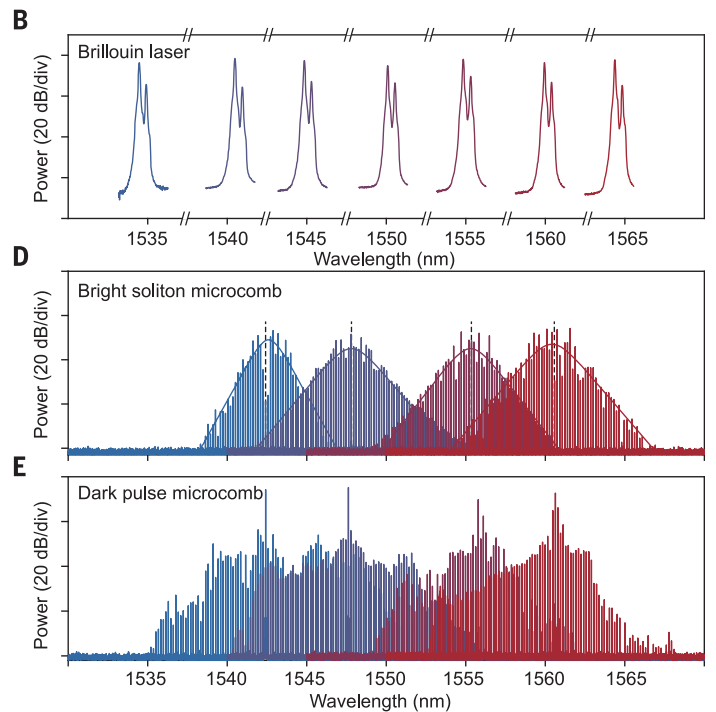 B
Brillouin laser
Power (20 dB/div)
1535 1540 1545 1550 1555 1560 1565
Wavelength (nm)
D
Bright soliton microcomb
Power (20 dB/div)
E
Dark pulse microcomb
Power (20 dB/div)
1535 1540 1545 1550 1555 1560 1565
Wavelength (nm)